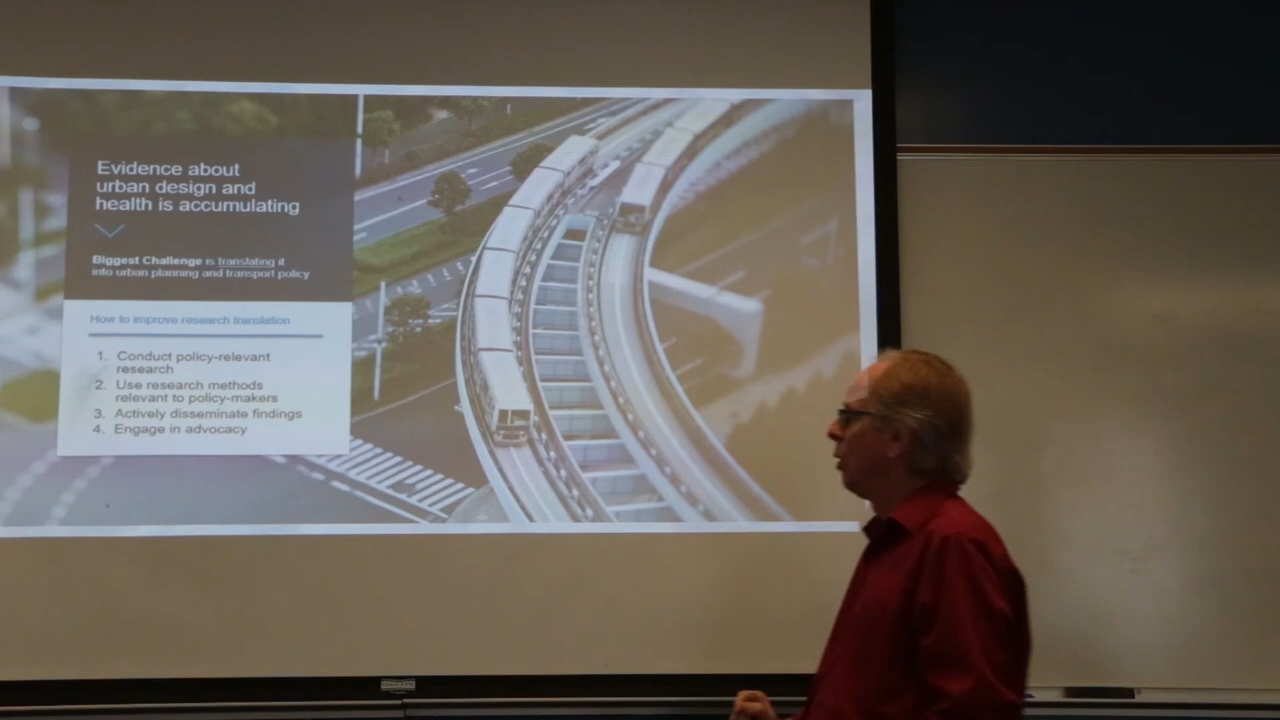 Evidence about
urban design and
health is accumulating
Biggest Challenge is translating it
into urban planning and transport policy
How to improve research translation
1. Conduct policy-relevant
research
2. Use research methods
relevant to policy-makers
3. Actively disseminate findings
4. Engage in advocacy